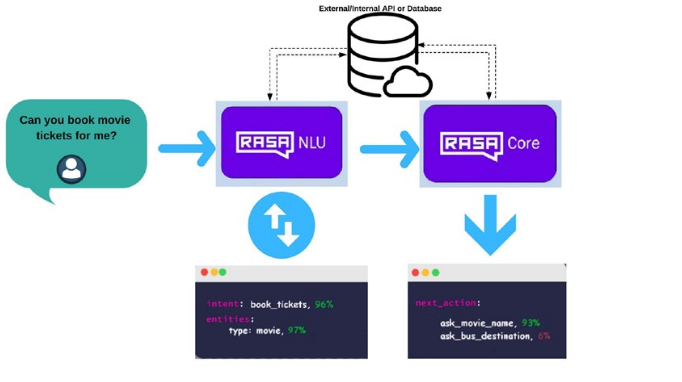 External/Internal API or Database
Can you book movie
tickets for me?
RASA NLU
RASA Core
intent: book_tickets, 96%
entities:
type: movie, 97%
next_action:
ask_movie_name, 93%
ask_bus_destination, 6%